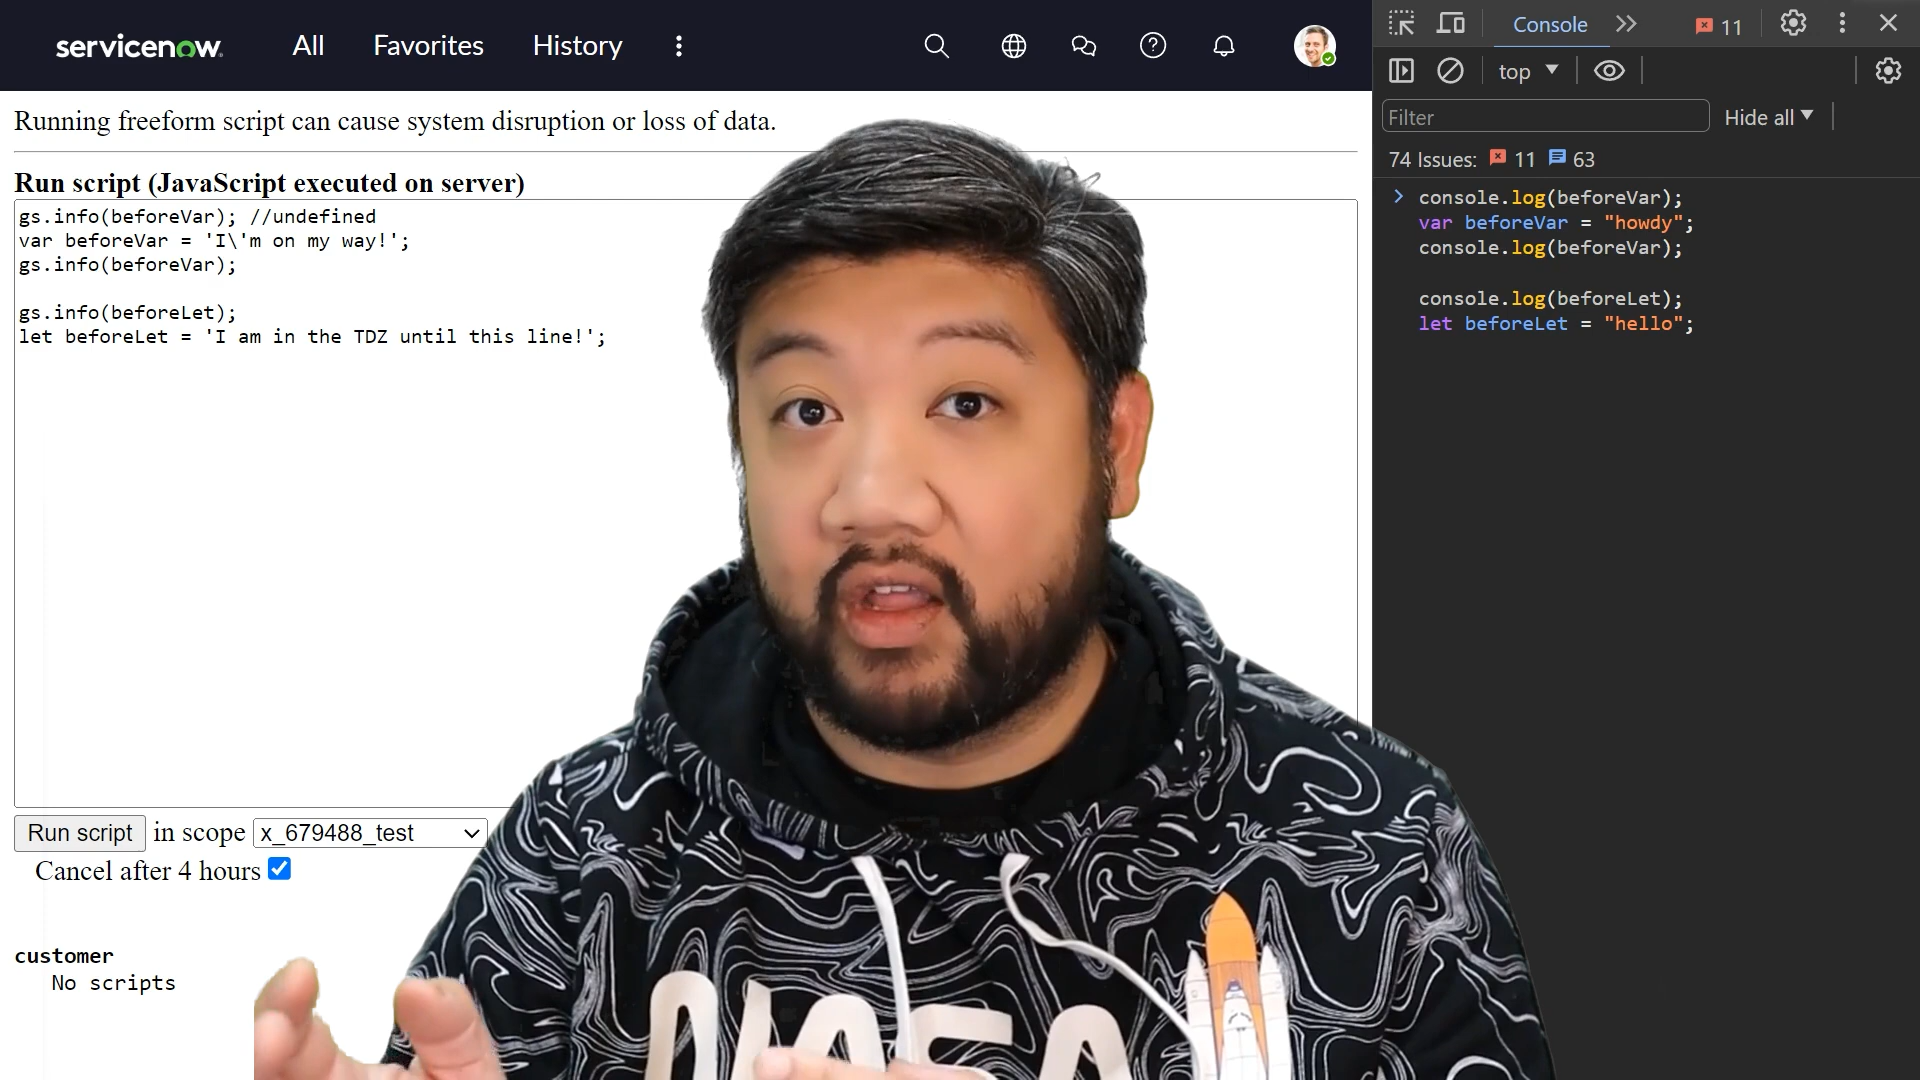 servicenow
All Favorites History
Running freeform script can cause system disruption or loss of data.
Run script (JavaScript executed on server)
gs.info(beforeVar); //undefined
var beforeVar = 'I\'m on my way!';
gs.info(beforeVar);
gs.info(beforeLet);
let beforeLet = 'I am in the TDZ until this line!';
Run script in scope x_679488_test
Cancel after 4 hours
customer
No scripts
NASA
Console 11
top
Filter Hide all
74 Issues: 11 63
console.log(beforeVar);
var beforeVar = "howdy";
console.log(beforeVar);
console.log(beforeLet);
let beforeLet = "hello";